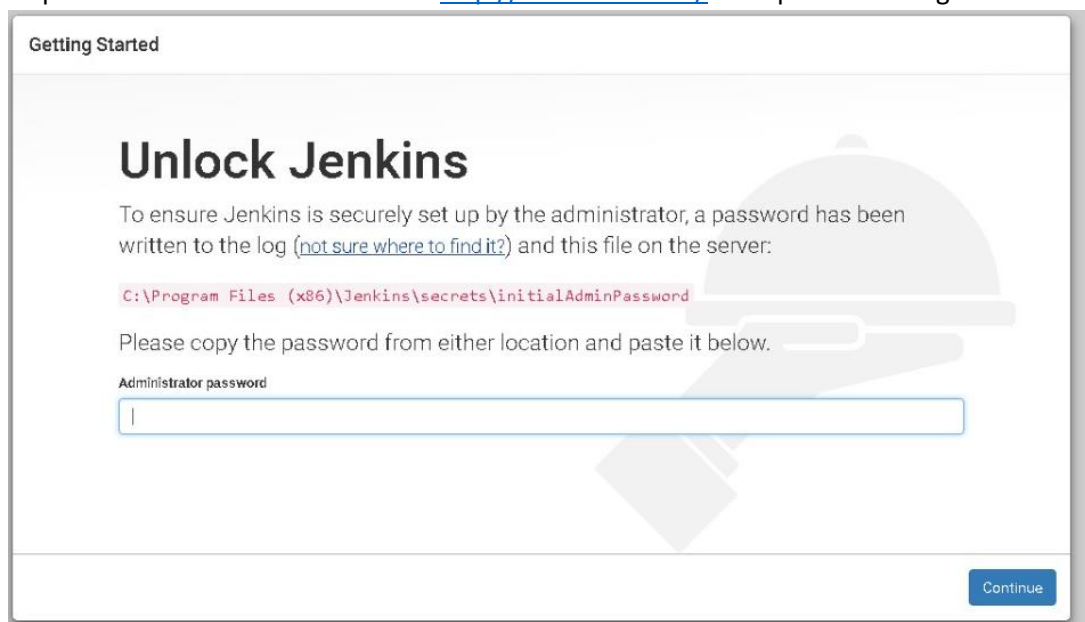 Getting Started
Unlock Jenkins
To ensure Jenkins is securely set up by the administrator, a password has been
written to the log (not sure where to find it?) and this file on the server:
C:\Program Files (x86)\Jenkins\secrets\initialAdminPassword
Please copy the password from either location and paste it below.
Administrator password
Continue